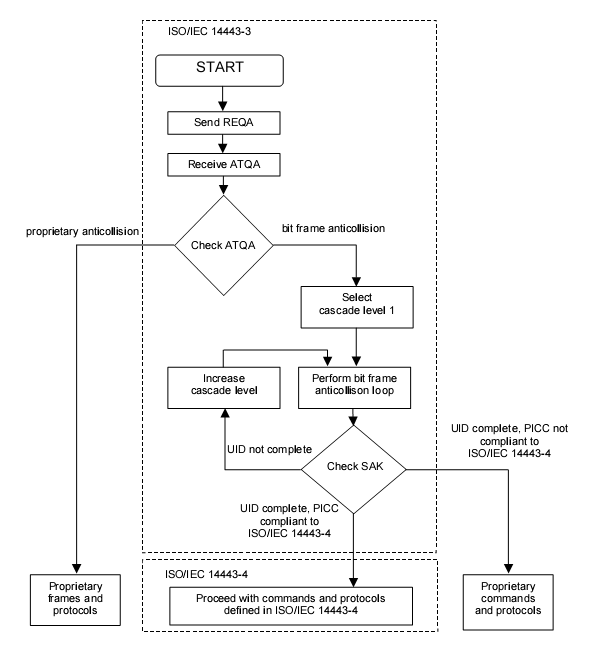 ISO/IEC 14443-3
START
Send REQA
Receive ATQA
proprietary anticollision
bit frame anticollision
Check ATQA
Select
cascade level 1
Increase
cascade level
Perform bit frame
anticollison loop
UID not complete
Check SAK
UID complete, PICC not
compliant to
ISO/IEC 14443-4
UID complete, PICC
compliant to
ISO/IEC 14443-4
ISO/IEC 14443-4
Proprietary
frames and
protocols
Proceed with commands and protocols
defined in ISO/IEC 14443-4
Proprietary
commands
and protocols